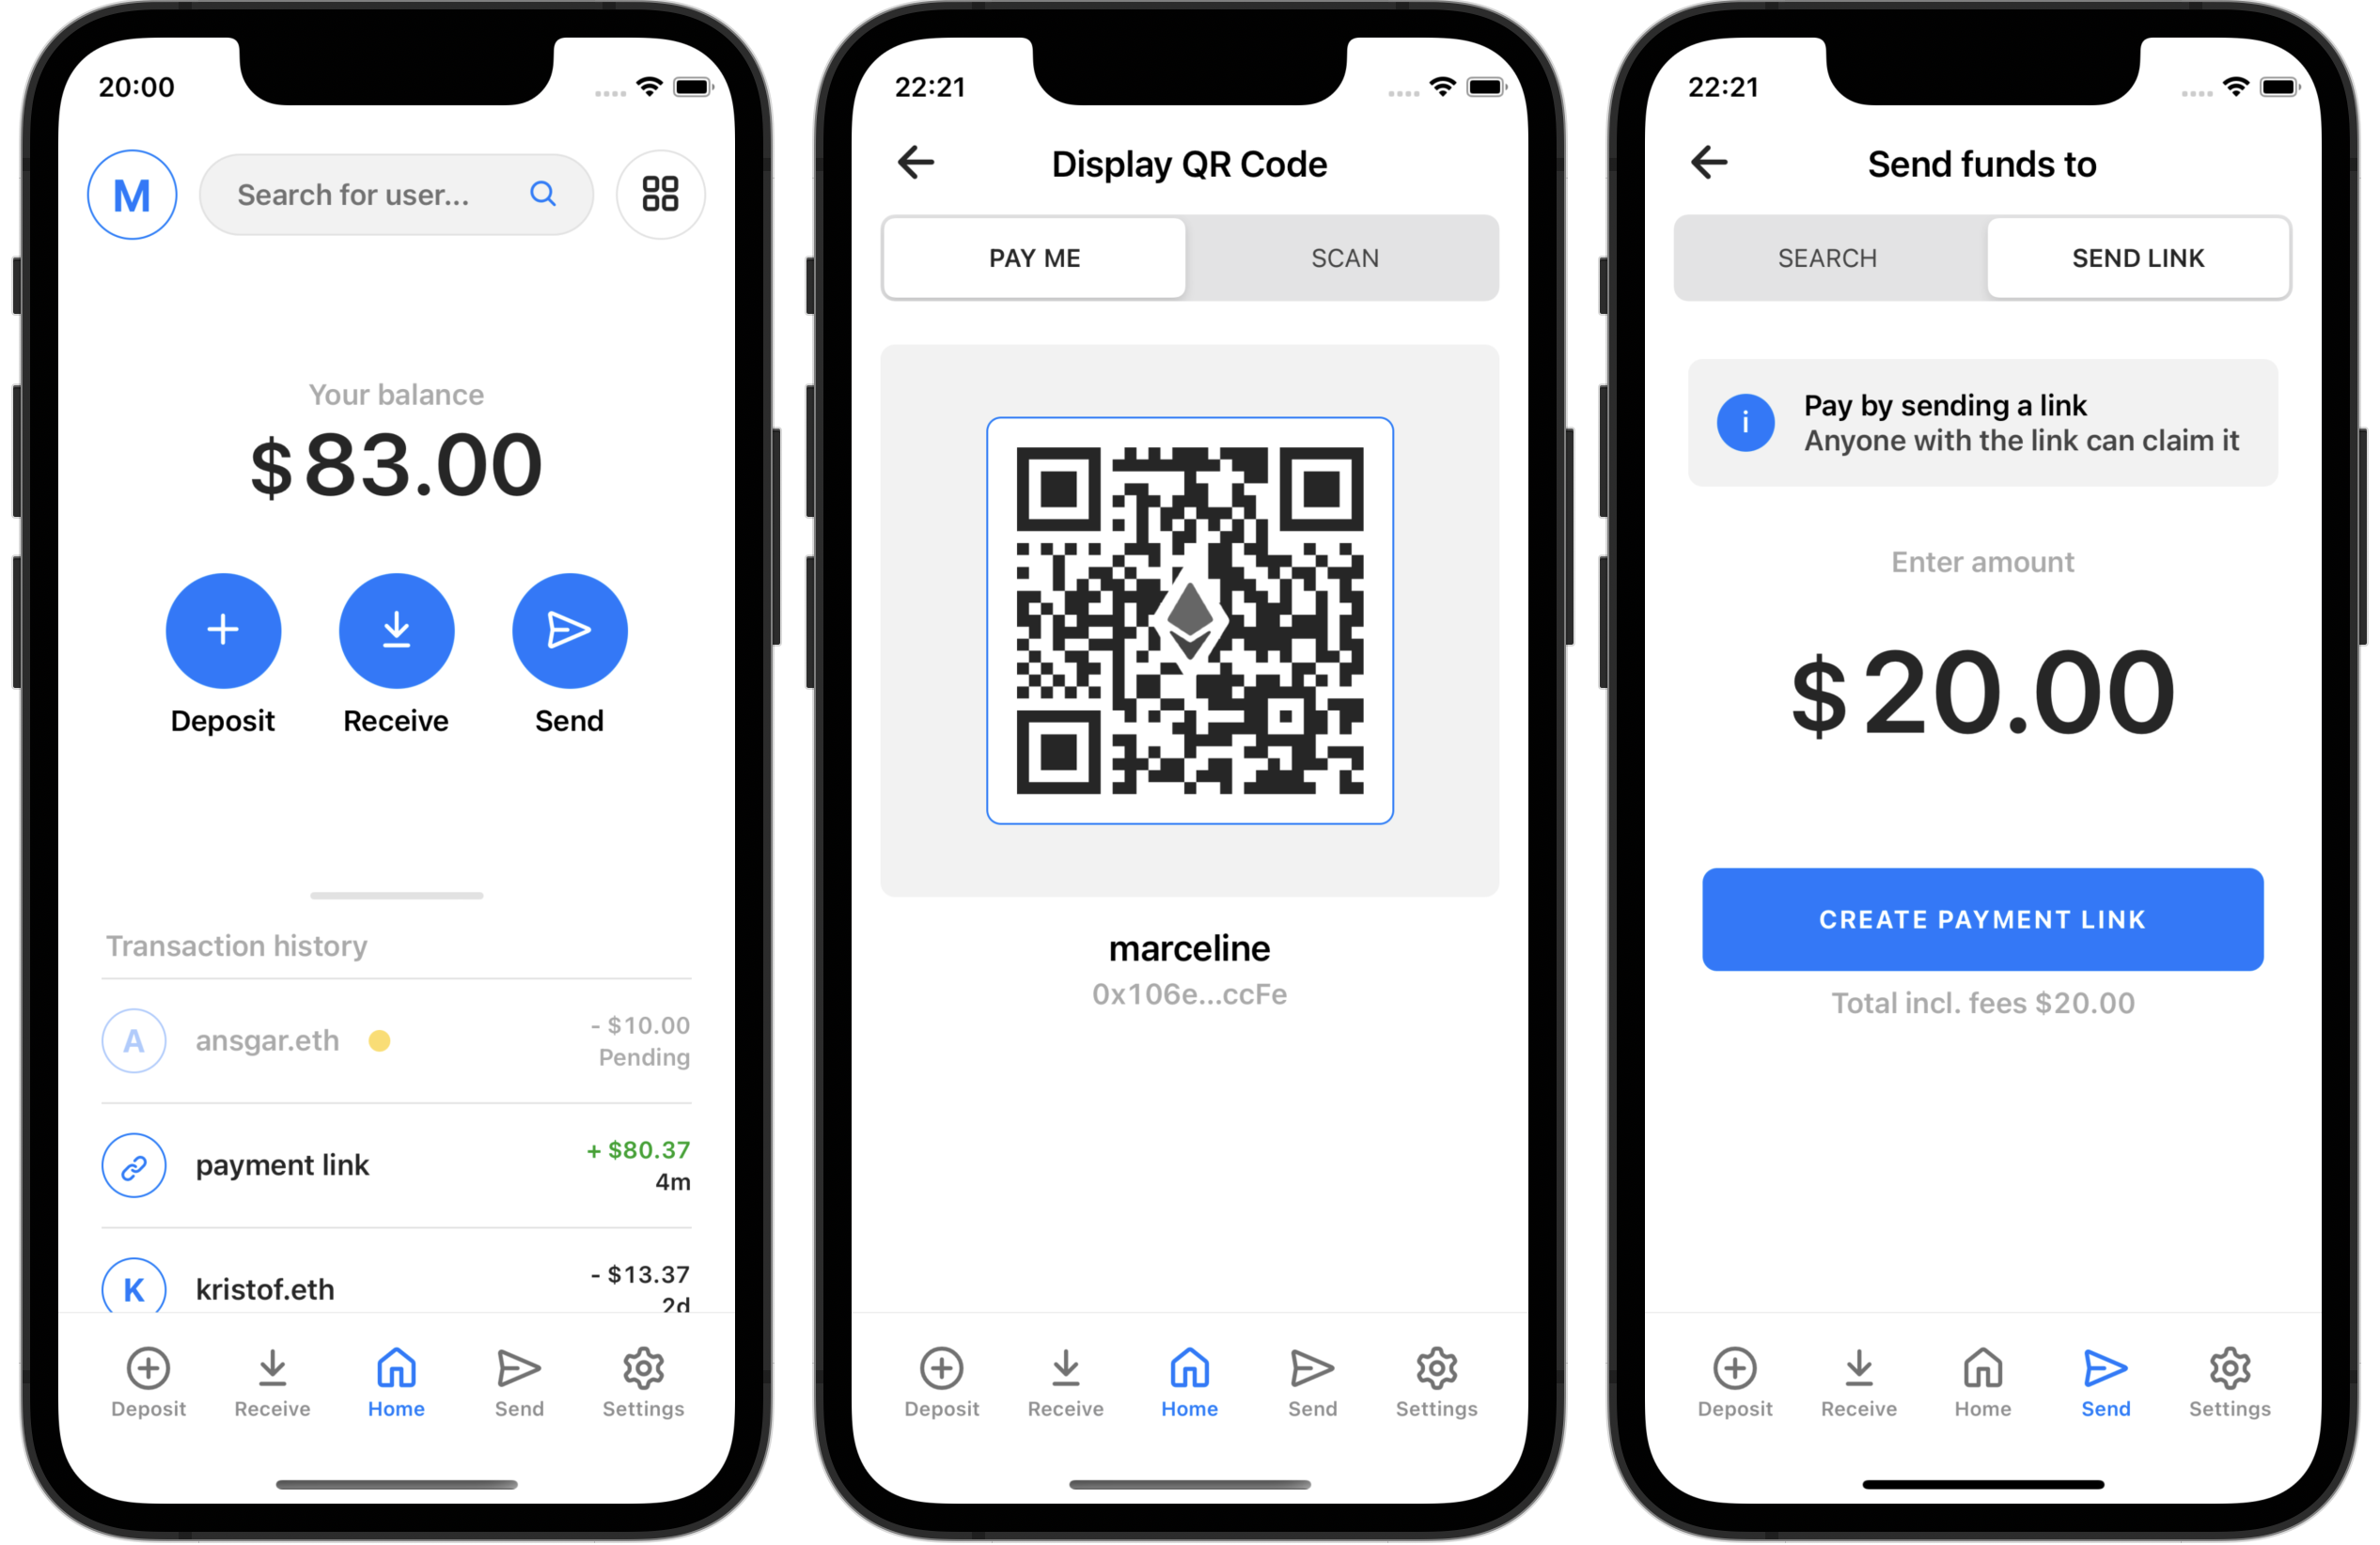 20:00
M
Search for user...
Your balance
$83.00
Deposit
Receive
Send
Transaction history
A
ansgar.eth
- $10.00
Pending
payment link
+ $80.37
4m
K
kristof.eth
- $13.37
2d
Deposit
Receive
Home
Send
Settings
22:21
Display QR Code
PAY ME
SCAN
marceline
0x106e...ccFe
Deposit
Receive
Home
Send
Settings
22:21
Send funds to
SEARCH
SEND LINK
i
Pay by sending a link
Anyone with the link can claim it
Enter amount
$20.00
CREATE PAYMENT LINK
Total incl. fees $20.00
Deposit
Receive
Home
Send
Settings